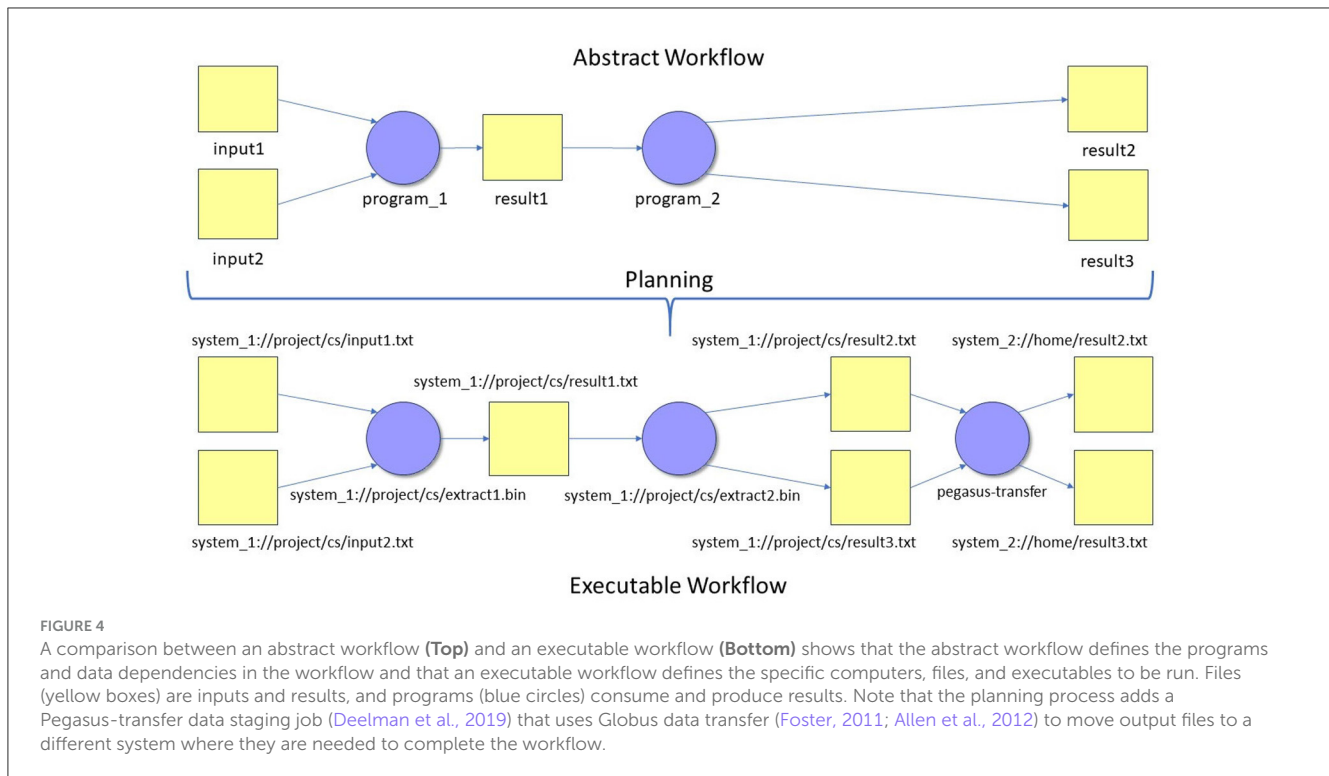 Abstract Workflow
input1
input2
program_1
result1
program_2
result2
result3
Planning
system_1://project/cs/input1.txt
system_1://project/cs/result2.txt
system_2://home/result2.txt
system_1://project/cs/result1.txt
system_1://project/cs/extract1.bin
system_1://project/cs/extract2.bin
pegasus-transfer
system_1://project/cs/input2.txt
system_1://project/cs/result3.txt
system_2://home/result3.txt
Executable Workflow
FIGURE 4
A comparison between an abstract workflow (Top) and an executable workflow (Bottom) shows that the abstract workflow defines the programs
and data dependencies in the workflow and that an executable workflow defines the specific computers, files, and executables to be run. Files
(yellow boxes) are inputs and results, and programs (blue circles) consume and produce results. Note that the planning process adds a
Pegasus-transfer data staging job (Deelman et al., 2019) that uses Globus data transfer (Foster, 2011; Allen et al., 2012) to move output files to a
different system where they are needed to complete the workflow.